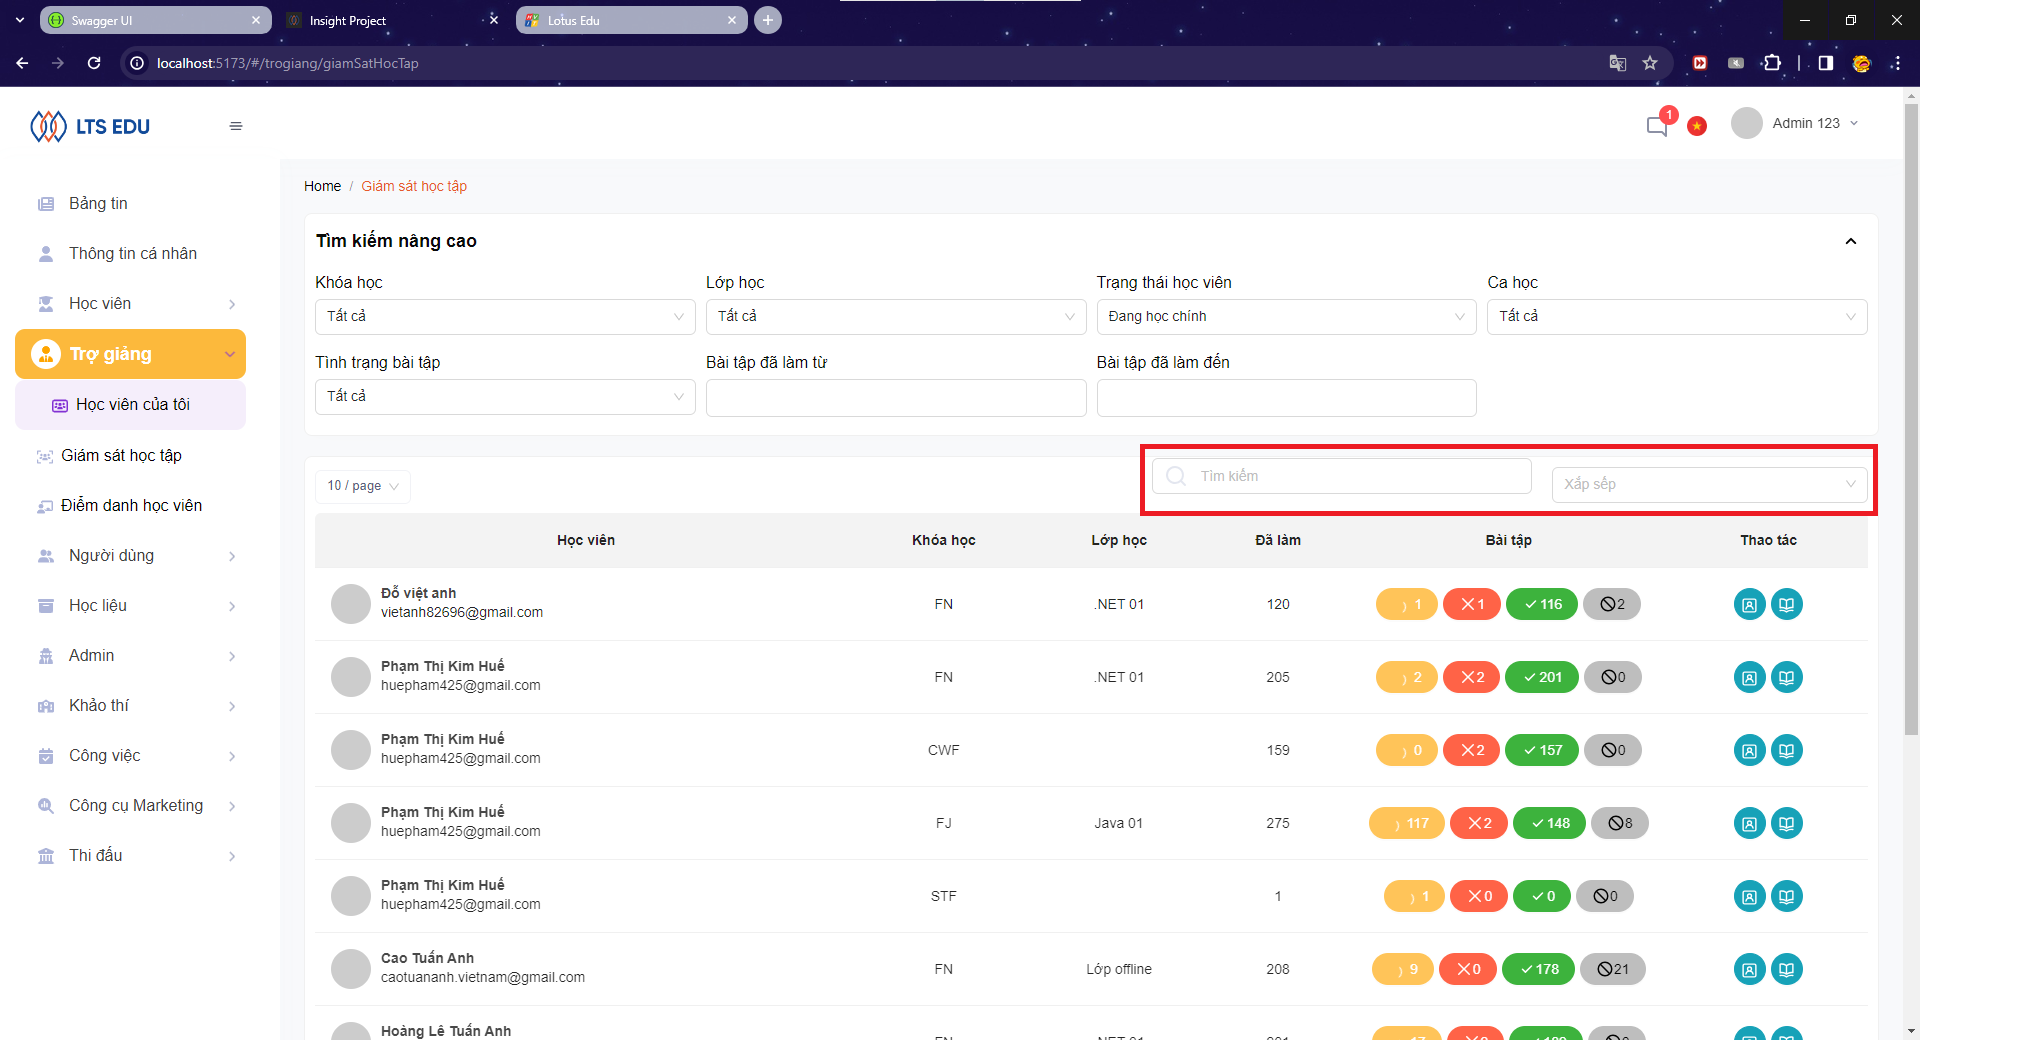 Swagger UI
Insight Project
Lotus Edu
localhost:5173/#/trogiang/giamSatHocTap
LTS EDU
1
Admin 123
Bảng tin
Thông tin cá nhân
Học viên
Trợ giảng
Học viên của tôi
Giám sát học tập
Điểm danh học viên
Người dùng
Học liệu
Admin
Khảo thí
Công việc
Công cụ Marketing
Thi đấu
Home / Giám sát học tập
Tìm kiếm nâng cao
Khóa học
Tất cả
Lớp học
Tất cả
Trạng thái học viên
Đang học chính
Ca học
Tất cả
Tình trạng bài tập
Tất cả
Bài tập đã làm từ
Bài tập đã làm đến
10 / page
Tìm kiếm
Xắp sếp
Học viên Khóa học Lớp học Đã làm Bài tập Thao tác
Đỗ việt anh
vietanh82696@gmail.com
FN .NET 01 120 1 1 116 2
Phạm Thị Kim Huế
huepham425@gmail.com
FN .NET 01 205 2 2 201 0
Phạm Thị Kim Huế
huepham425@gmail.com
CWF 159 0 2 157 0
Phạm Thị Kim Huế
huepham425@gmail.com
FJ Java 01 275 117 2 148 8
Phạm Thị Kim Huế
huepham425@gmail.com
STF 1 1 0 0 0
Cao Tuấn Anh
caotuananh.vietnam@gmail.com
FN Lớp offline 208 9 0 178 21
Hoàng Lê Tuấn Anh